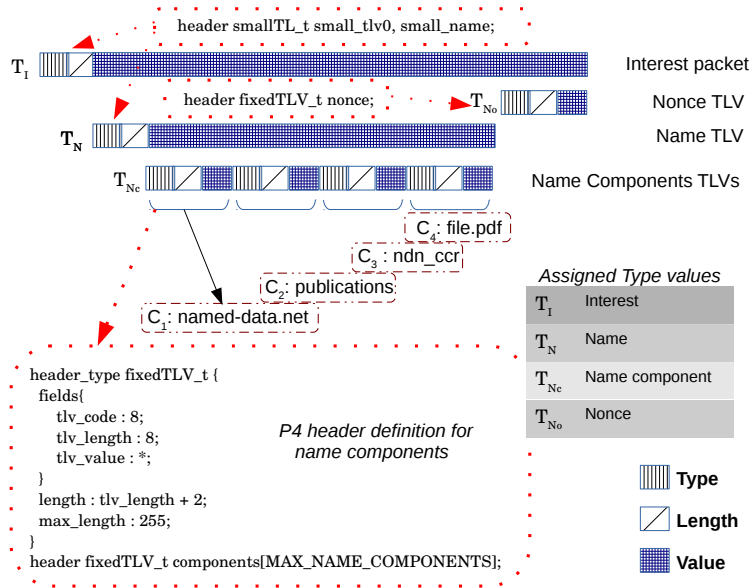 header smallTL_t small_tlv0, small_name;
T_I
Interest packet
header fixedTLV_t nonce;
T_No
Nonce TLV
T_N
Name TLV
T_Nc
Name Components TLVs
C_4: file.pdf
C_3 : ndn_ccr
C_2: publications
C_1: named-data.net
Assigned Type values
T_I Interest
T_N Name
T_Nc Name component
T_No Nonce
header_type fixedTLV_t {
fields{
tlv_code : 8;
tlv_length : 8;
tlv_value : *;
}
length : tlv_length + 2;
max_length : 255;
}
header fixedTLV_t components[MAX_NAME_COMPONENTS];
P4 header definition for
name components
Type
Length
Value